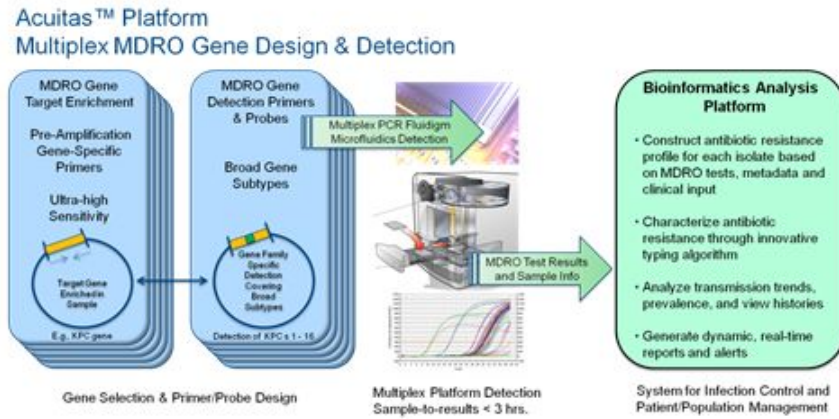 Acuitas™ Platform
Multiplex MDRO Gene Design & Detection
MDRO Gene
Target Enrichment
Pre-Amplification
Gene-Specific
Primers
Ultra-high
Sensitivity
Target Gene
Enriched in
Sample
E.g., KPC gene
MDRO Gene
Detection Primers
& Probes
Broad Gene
Subtypes
Gene Family
Specific
Detection
Covering
Broad
Subtypes
Detection of KPC s 1 - 16
Gene Selection & Primer/Probe Design
Multiplex PCR Fluidigm
Microfluidics Detection
MDRO Test Results
and Sample Info
Multiplex Platform Detection
Sample-to-results < 3 hrs.
Bioinformatics Analysis
Platform
• Construct antibiotic resistance
profile for each isolate based
on MDRO tests, metadata and
clinical input
• Characterize antibiotic
resistance through innovative
typing algorithm
• Analyze transmission trends,
prevalence, and view histories
• Generate dynamic, real-time
reports and alerts
System for Infection Control and
Patient/Population Management